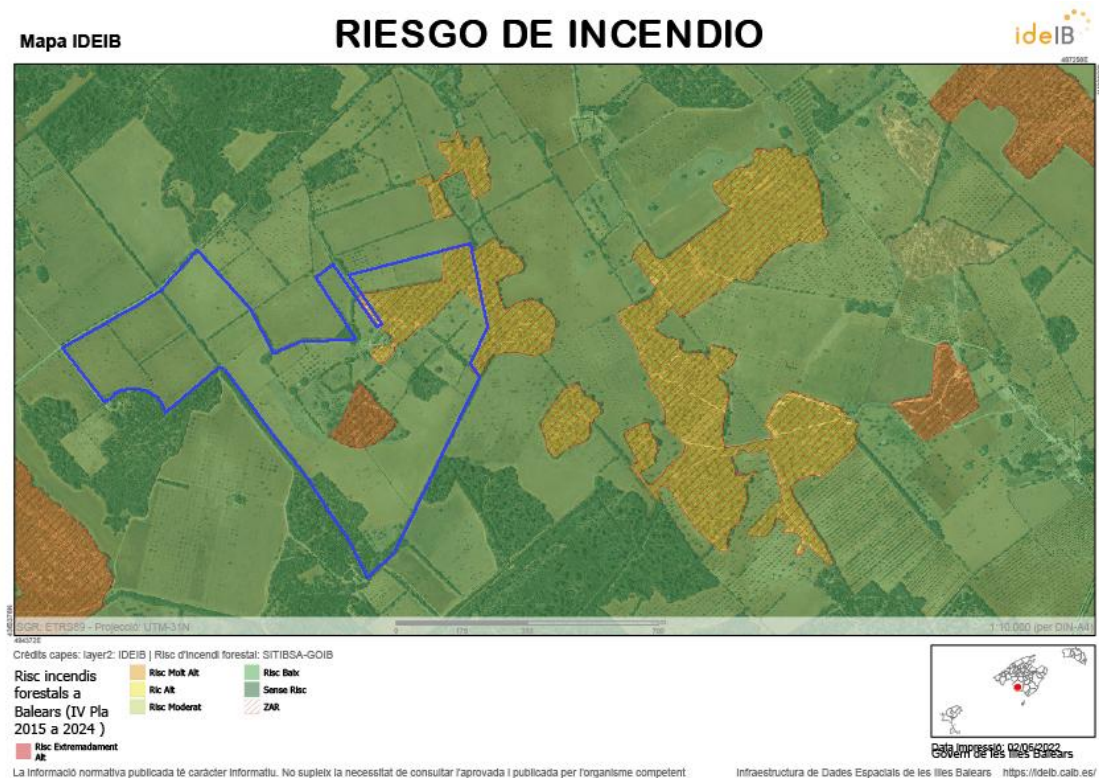 Mapa IDEIB
RIESGO DE INCENDIO
ideIB
SGR: ETRS89 - Projecció: UTM-31N
0 175 350 700
1:10.000 (per DIN-A4)
Crèdits capes: layer2: IDEIB | Risc d'incendi forestal: SITIBSA-GOIB
Risc incendis
forestals a
Balears (IV Pla
2015 a 2024 )
Risc Extremadament
Alt
Risc Molt Alt
Ric Alt
Risc Moderat
Risc Baix
Sense Risc
ZAR
Data impressió: 02/06/2022
Govern de les Illes Balears
La informació normativa publicada té caràcter informatiu. No supleix la necessitat de consultar l'aprovada i publicada per l'organisme competent
Infraestructura de Dades Espacials de les Illes Balears https://ideib.caib.es/